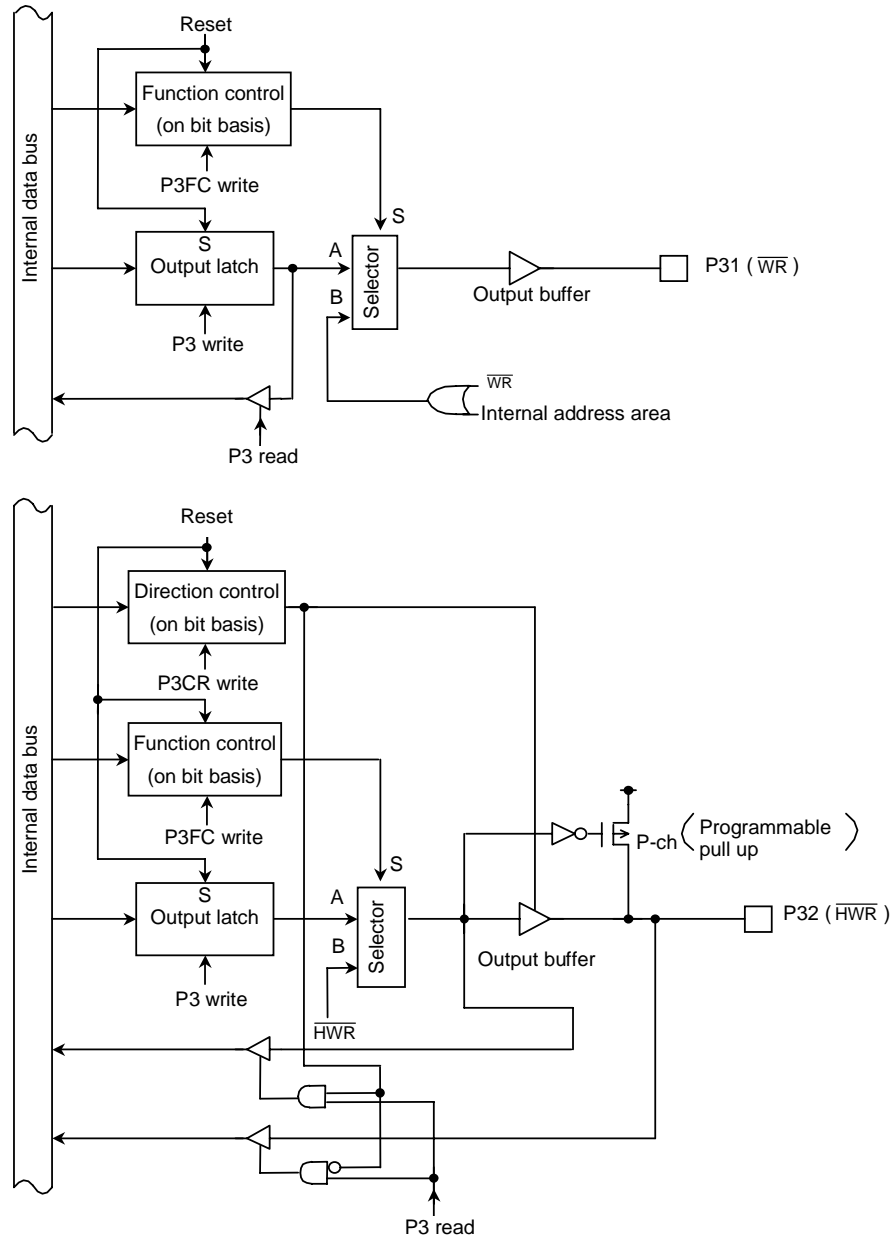 Reset
Function control
(on bit basis)
P3FC write
S
Output latch
P3 write
P3 read
Internal data bus
A
B
S
Selector
Output buffer
P31 ( WR )
WR
Internal address area
Reset
Direction control
(on bit basis)
P3CR write
Function control
(on bit basis)
P3FC write
S
Output latch
P3 write
Internal data bus
A
B
S
Selector
HWR
Output buffer
P-ch
( Programmable
pull up )
P32 ( HWR )
P3 read